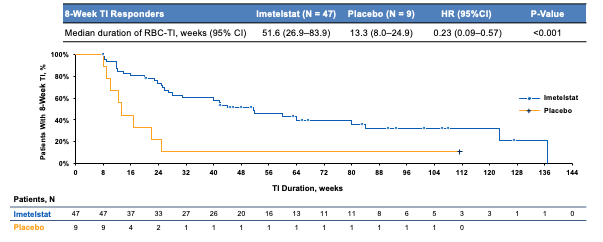 8-Week TI Responders Imetelstat (N = 47) Placebo (N = 9) HR (95%CI) P-Value
Median duration of RBC-TI, weeks (95% CI) 51.6 (26.9–83.9) 13.3 (8.0–24.9) 0.23 (0.09–0.57) <0.001
100%
80%
60%
40%
20%
0%
Patients With 8-Week TI, %
Imetelstat
Placebo
0 8 16 24 32 40 48 56 64 72 80 88 96 104 112 120 128 136 144
TI Duration, weeks
Patients, N
Imetelstat 47 47 37 33 27 26 20 16 13 11 11 8 6 5 3 3 1 1 0
Placebo 9 9 4 2 1 1 1 1 1 1 1 1 1 1 0